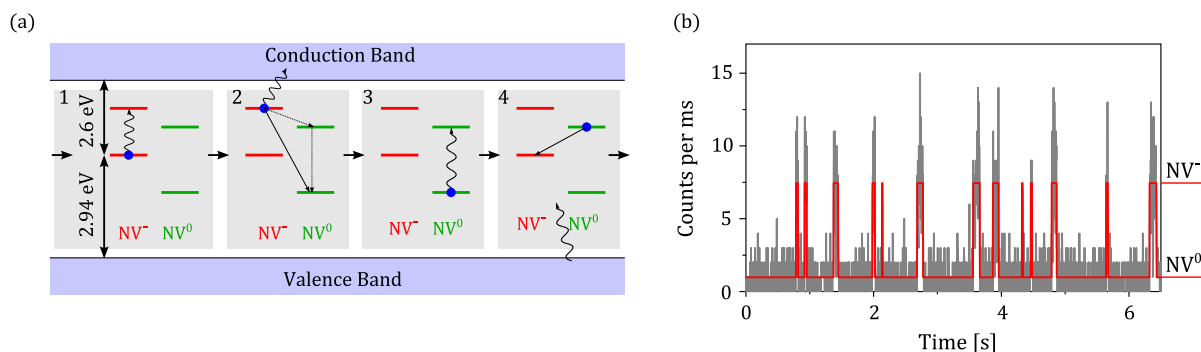 (a)
Conduction Band
1
2
3
4
2.6 eV
2.94 eV
NV⁻ NV⁰
NV⁻ NV⁰
NV⁻ NV⁰
NV⁻ NV⁰
Valence Band
(b)
Counts per ms
15
10
5
0
NV⁻
NV⁰
0 2 4 6
Time [s]